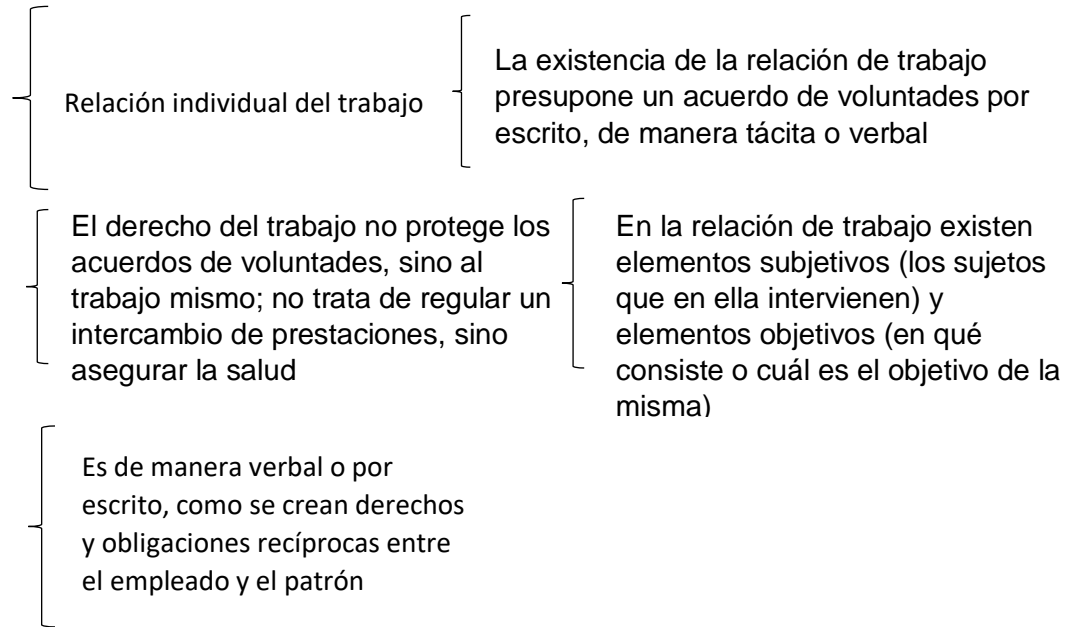 Relación individual del trabajo
La existencia de la relación de trabajo
presupone un acuerdo de voluntades por
escrito, de manera tácita o verbal
El derecho del trabajo no protege los
acuerdos de voluntades, sino al
trabajo mismo; no trata de regular un
intercambio de prestaciones, sino
asegurar la salud
En la relación de trabajo existen
elementos subjetivos (los sujetos
que en ella intervienen) y
elementos objetivos (en qué
consiste o cuál es el objetivo de la
misma)
Es de manera verbal o por
escrito, como se crean derechos
y obligaciones recíprocas entre
el empleado y el patrón